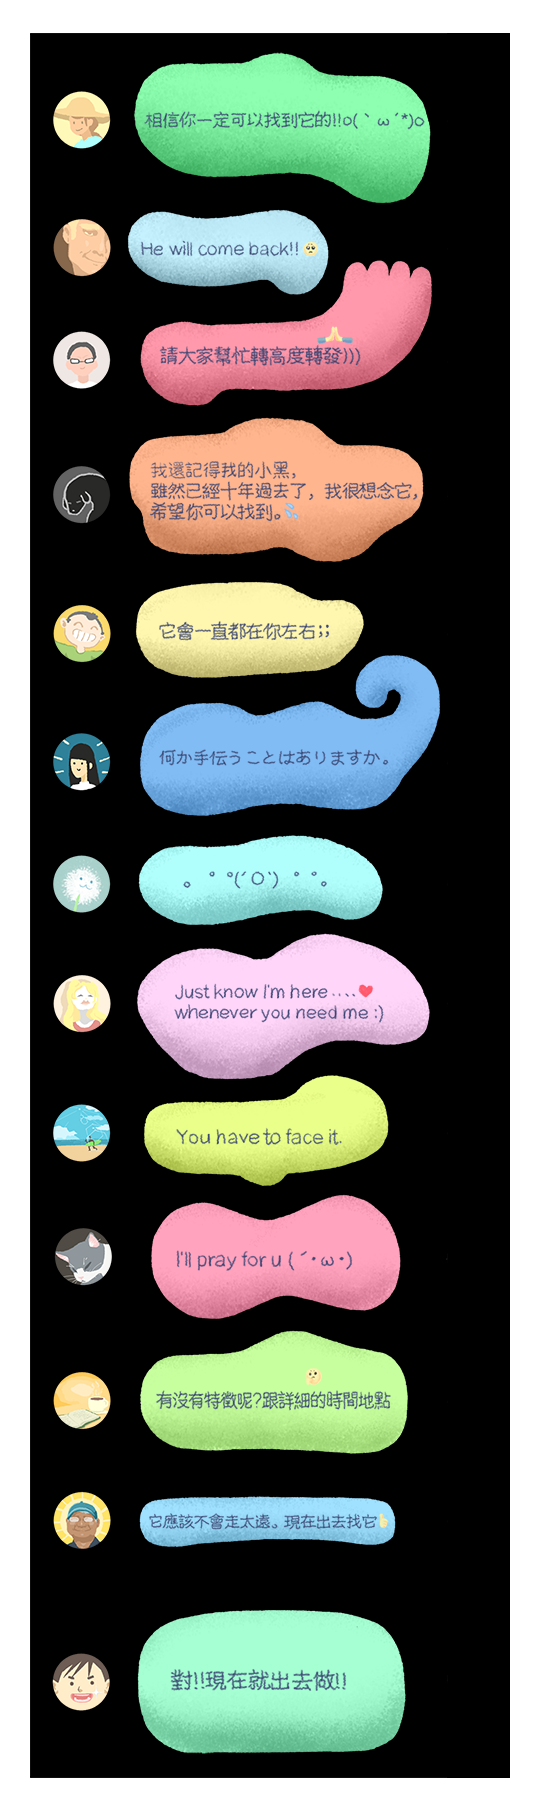 相信你一定可以找到它的!!o(｀ω´*)o
He will come back!! 🥺
請大家幫忙轉高度轉發))) 🙏🏻
我還記得我的小黑,
雖然已經十年過去了, 我很想念它,
希望你可以找到。💦
它會一直都在你左右;;
何か手伝うことはありますか。
。゜°(´O`)°゜。
Just know I'm here ....❤
whenever you need me :)
You have to face it.
I'll pray for u ( ´･ω･)
有沒有特徵呢?跟詳細的時間地點 🤔
它應該不會走太遠。現在出去找它👆
對!!現在就出去做!!